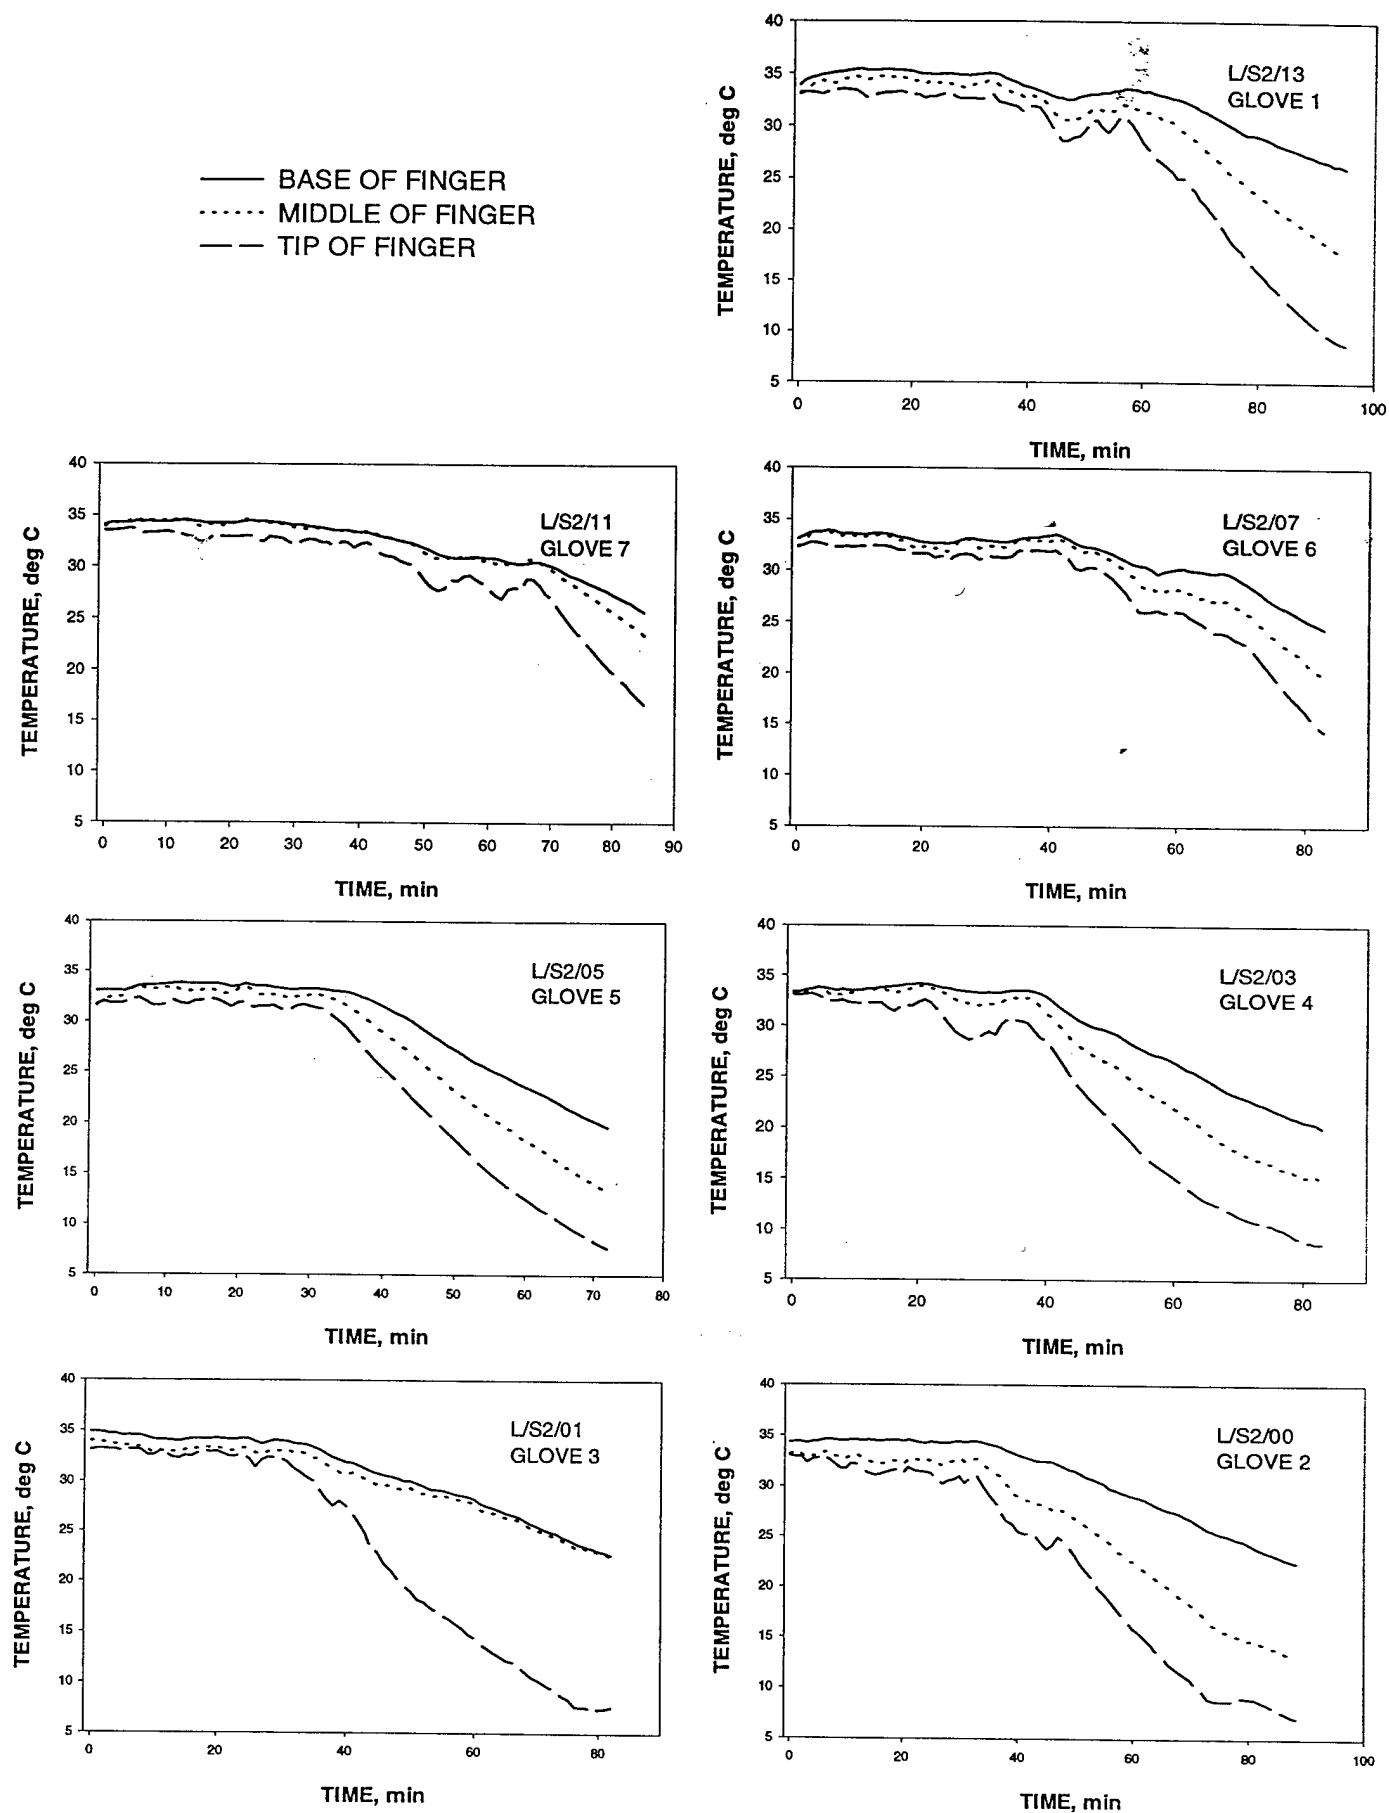 BASE OF FINGER
MIDDLE OF FINGER
TIP OF FINGER
TEMPERATURE, deg C
40
35
30
25
20
15
10
5
L/S2/13
GLOVE 1
0 20 40 60 80 100
TIME, min
TEMPERATURE, deg C
40
35
30
25
20
15
10
5
L/S2/11
GLOVE 7
0 10 20 30 40 50 60 70 80 90
TIME, min
TEMPERATURE, deg C
40
35
30
25
20
15
10
5
L/S2/07
GLOVE 6
0 20 40 60 80
TIME, min
TEMPERATURE, deg C
40
35
30
25
20
15
10
5
L/S2/05
GLOVE 5
0 10 20 30 40 50 60 70 80
TIME, min
TEMPERATURE, deg C
40
35
30
25
20
15
10
5
L/S2/03
GLOVE 4
0 20 40 60 80
TIME, min
TEMPERATURE, deg C
40
35
30
25
20
15
10
5
L/S2/01
GLOVE 3
0 20 40 60 80
TIME, min
TEMPERATURE, deg C
40
35
30
25
20
15
10
5
L/S2/00
GLOVE 2
0 20 40 60 80 100
TIME, min